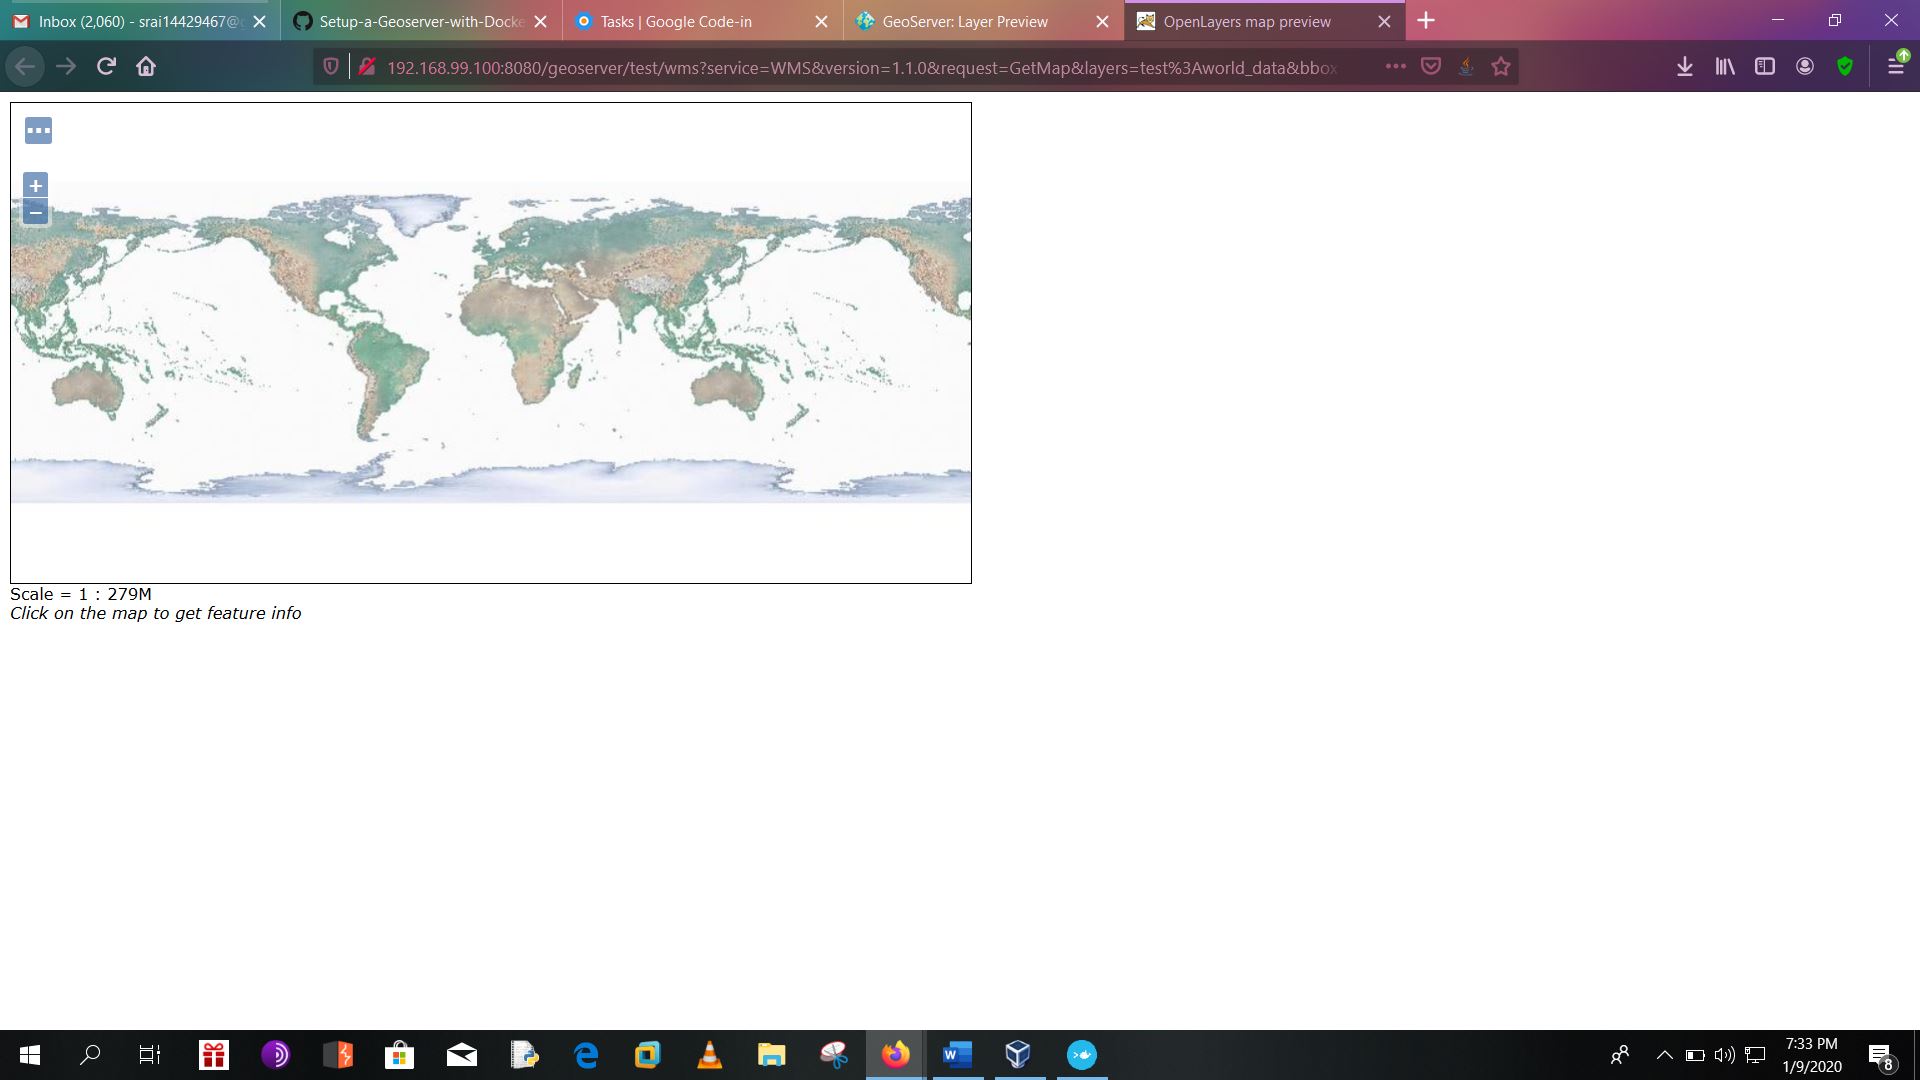 Inbox (2,060) - srai14429467@g
Setup-a-Geoserver-with-Docke
Tasks | Google Code-in
GeoServer: Layer Preview
OpenLayers map preview
192.168.99.100:8080/geoserver/test/wms?service=WMS&version=1.1.0&request=GetMap&layers=test%3Aworld_data&bbox
+
−
Scale = 1 : 279M
Click on the map to get feature info
7:33 PM
1/9/2020
8